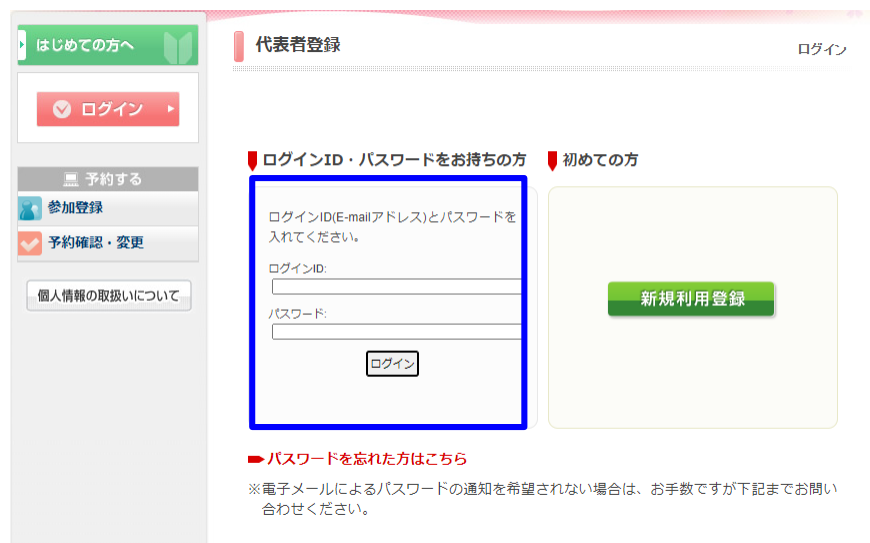 はじめての方へ
ログイン
予約する
参加登録
予約確認・変更
個人情報の取扱いについて
代表者登録
ログイン
ログインID・パスワードをお持ちの方
ログインID(E-mailアドレス)とパスワードを
入れてください。
ログインID:
パスワード:
ログイン
初めての方
新規利用登録
パスワードを忘れた方はこちら
※電子メールによるパスワードの通知を希望されない場合は、お手数ですが下記までお問い
合わせください。